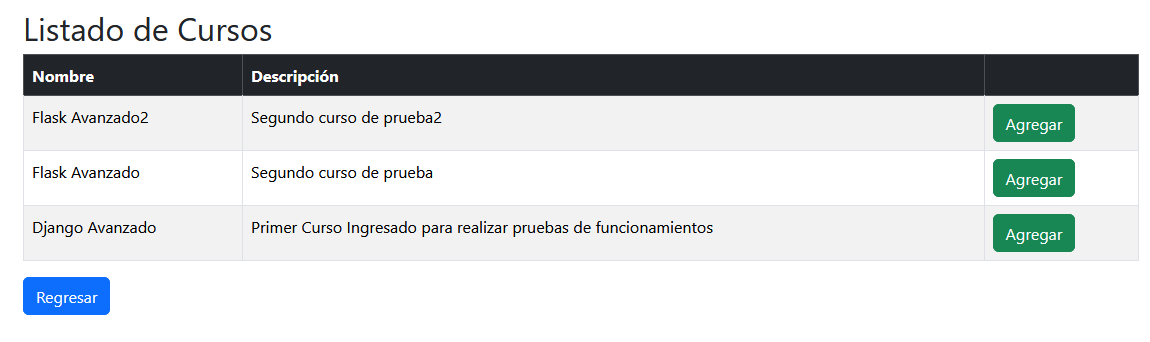 Listado de Cursos
Nombre Descripción
Flask Avanzado2 Segundo curso de prueba2 Agregar
Flask Avanzado Segundo curso de prueba Agregar
Django Avanzado Primer Curso Ingresado para realizar pruebas de funcionamientos Agregar
Regresar